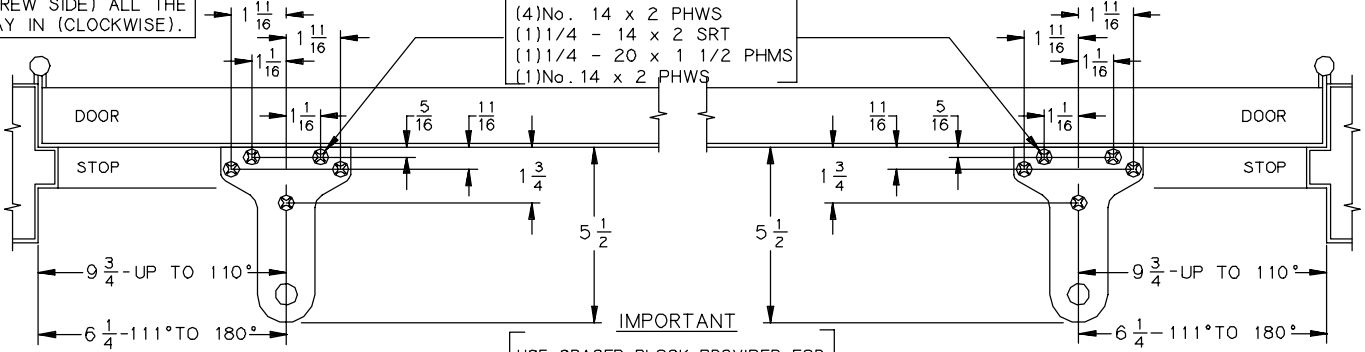 REW SIDE) ALL THE
AY IN (CLOCKWISE).
(4)No. 14 x 2 PHWS
(1)1/4 - 14 x 2 SRT
(1)1/4 - 20 x 1 1/2 PHMS
(1)No.14 x 2 PHWS
1 11/16
1 11/16
1 1/16
1 1/16
5/16
11/16
1 3/4
5 1/2
DOOR
STOP
9 3/4-UP TO 110°
6 1/4-111°TO 180°
1 11/16
1 11/16
1 1/16
1 1/16
5/16
11/16
1 3/4
5 1/2
DOOR
STOP
9 3/4-UP TO 110°
6 1/4-111°TO 180°
IMPORTANT
USE SPACER BLOCK PROVIDED FOR